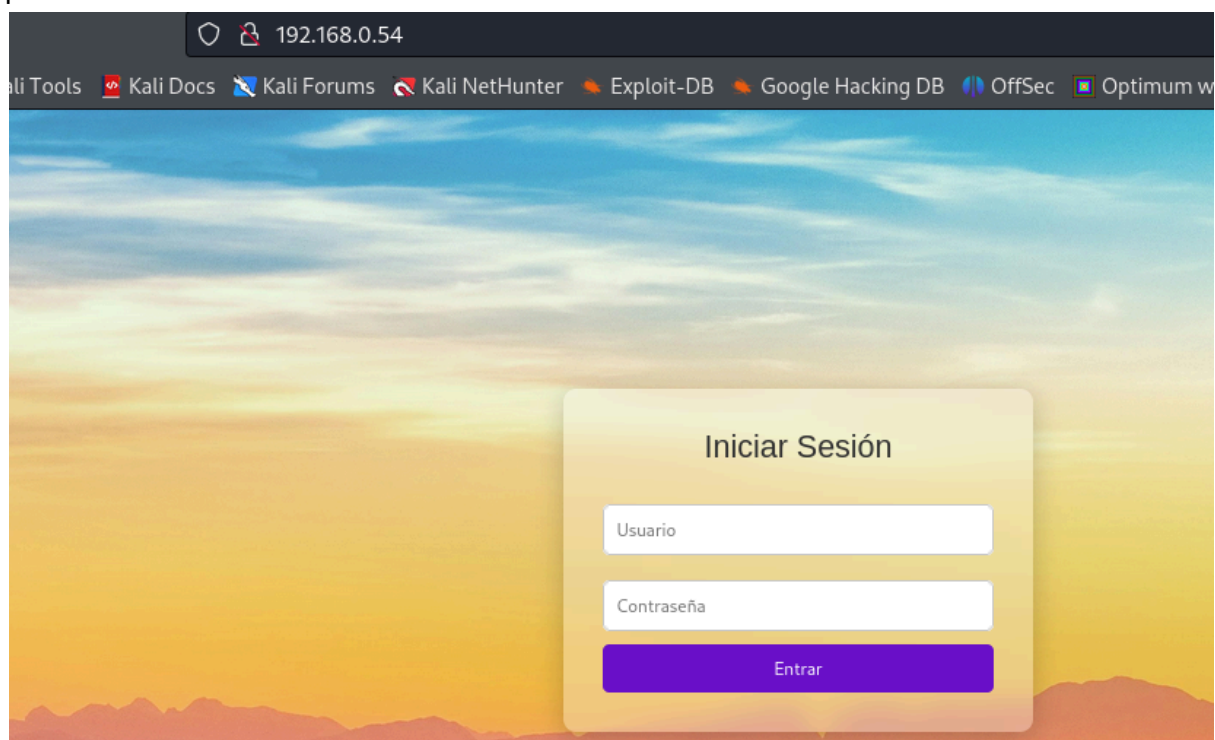 192.168.0.54
ali Tools Kali Docs Kali Forums Kali NetHunter Exploit-DB Google Hacking DB OffSec Optimum w
Iniciar Sesión
Usuario
Contraseña
Entrar